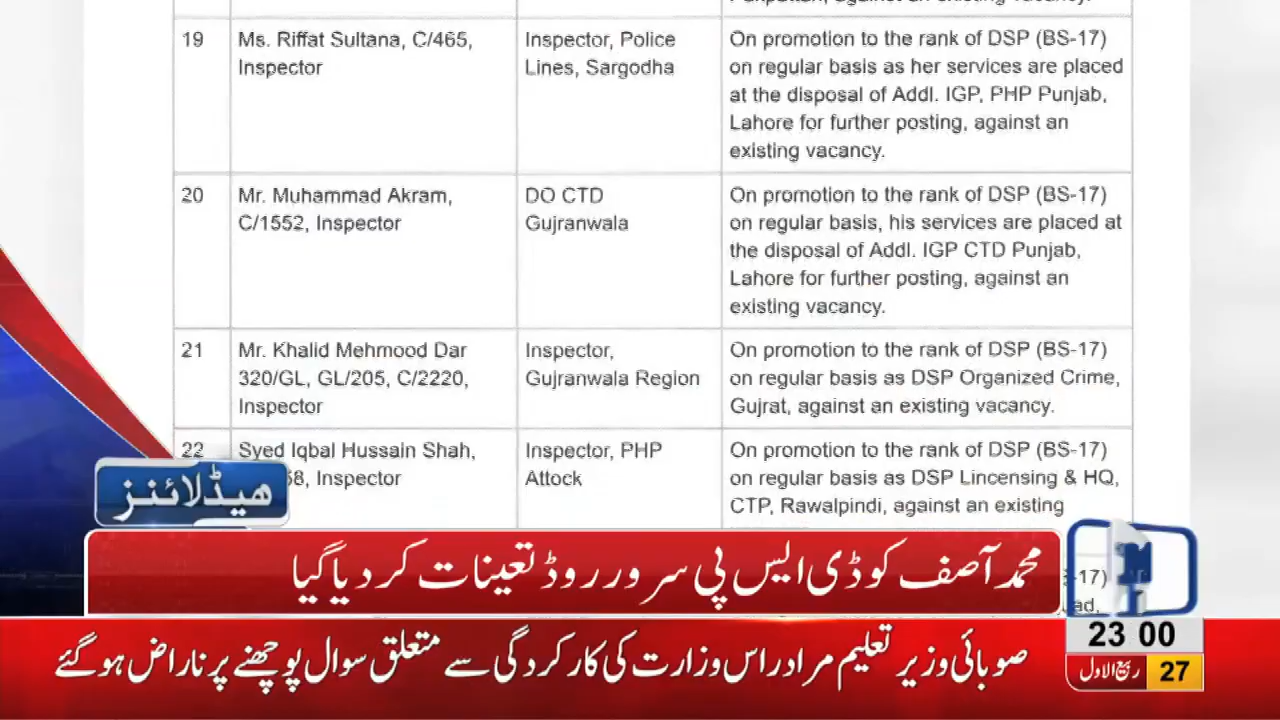 19
Ms. Riffat Sultana, C/465,
Inspector
Inspector, Police
Lines, Sargodha
On promotion to the rank of DSP (BS-17)
on regular basis as her services are placed
at the disposal of Addl. IGP, PHP Punjab,
Lahore for further posting, against an
existing vacancy.
20
Mr. Muhammad Akram,
C/1552, Inspector
DO CTD
Gujranwala
On promotion to the rank of DSP (BS-17)
on regular basis, his services are placed at
the disposal of Addl. IGP CTD Punjab,
Lahore for further posting, against an
existing vacancy.
21
Mr. Khalid Mehmood Dar
320/GL, GL/205, C/2220,
Inspector
Inspector,
Gujranwala Region
On promotion to the rank of DSP (BS-17)
on regular basis as DSP Organized Crime,
Gujrat, against an existing vacancy.
22
Syed Iqbal Hussain Shah,
Inspector
Inspector, PHP
Attock
On promotion to the rank of DSP (BS-17)
on regular basis as DSP Lincensing & HQ,
CTP, Rawalpindi, against an existing
ھیڈلائنز
محمد آصف کو ڈی ایس پی سرور روڈ تعینات کر دیا گیا
23 00
صوبائی وزیر تعلیم مراد راس وزارت کی کارکردگی سے متعلق سوال پوچھنے پر ناراض ہو گئے
27 ربیع الاول